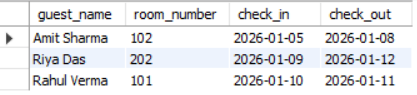 guest_name room_number check_in check_out
Amit Sharma 102 2026-01-05 2026-01-08
Riya Das 202 2026-01-09 2026-01-12
Rahul Verma 101 2026-01-10 2026-01-11